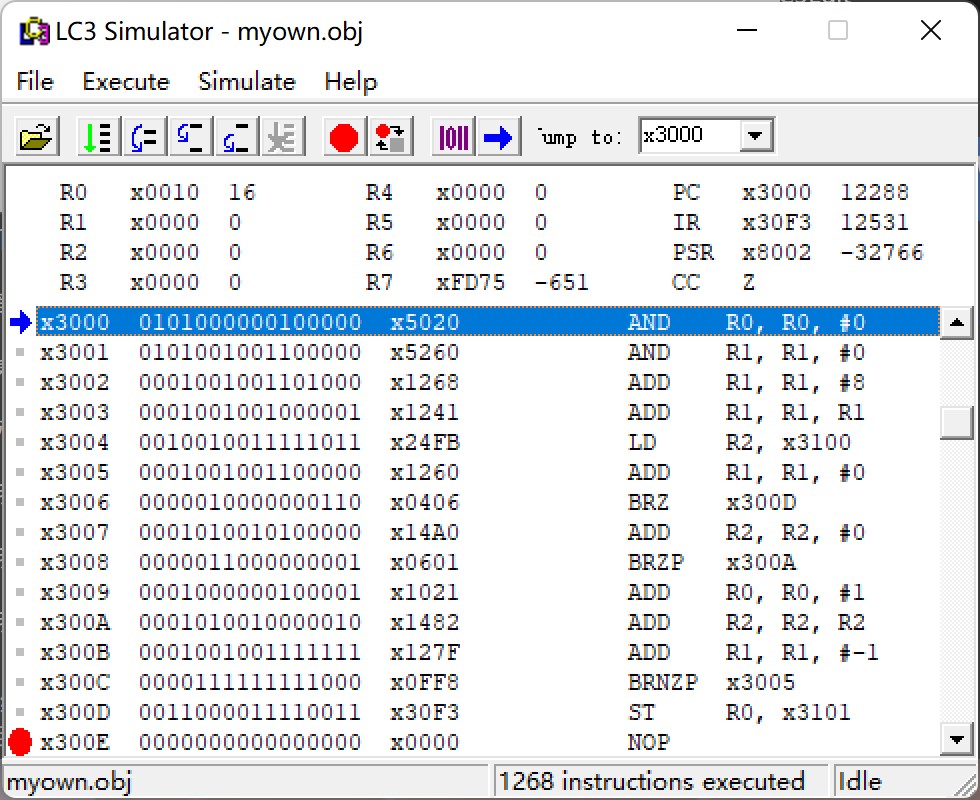 LC3 Simulator - myown.obj
File Execute Simulate Help
Jump to: x3000
R0 x0010 16 R4 x0000 0 PC x3000 12288
R1 x0000 0 R5 x0000 0 IR x30F3 12531
R2 x0000 0 R6 x0000 0 PSR x8002 -32766
R3 x0000 0 R7 xFD75 -651 CC Z
x3000 0101000000100000 x5020 AND R0, R0, #0
x3001 0101001001100000 x5260 AND R1, R1, #0
x3002 0001001001101000 x1268 ADD R1, R1, #8
x3003 0001001001000001 x1241 ADD R1, R1, R1
x3004 0010010011111011 x24FB LD R2, x3100
x3005 0001001001100000 x1260 ADD R1, R1, #0
x3006 0000010000000110 x0406 BRZ x300D
x3007 0001010010100000 x14A0 ADD R2, R2, #0
x3008 0000011000000001 x0601 BRZP x300A
x3009 0001000000100001 x1021 ADD R0, R0, #1
x300A 0001010010000010 x1482 ADD R2, R2, R2
x300B 0001001001111111 x127F ADD R1, R1, #-1
x300C 0000111111111000 x0FF8 BRNZP x3005
x300D 0011000011110011 x30F3 ST R0, x3101
x300E 0000000000000000 x0000 NOP
myown.obj 1268 instructions executed Idle